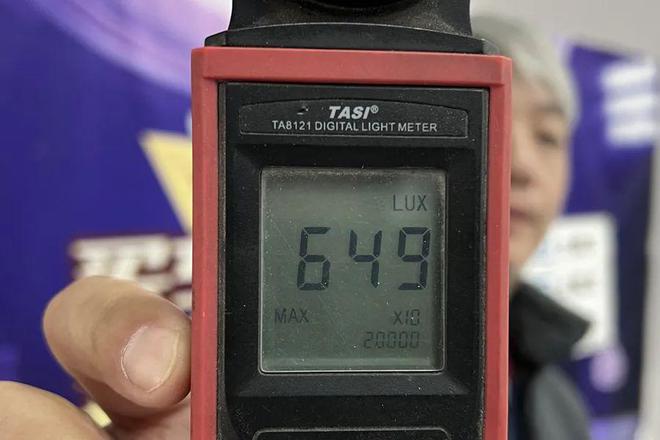 TASI®
TA8121 DIGITAL LIGHT METER
LUX
649
MAX
X10
20000